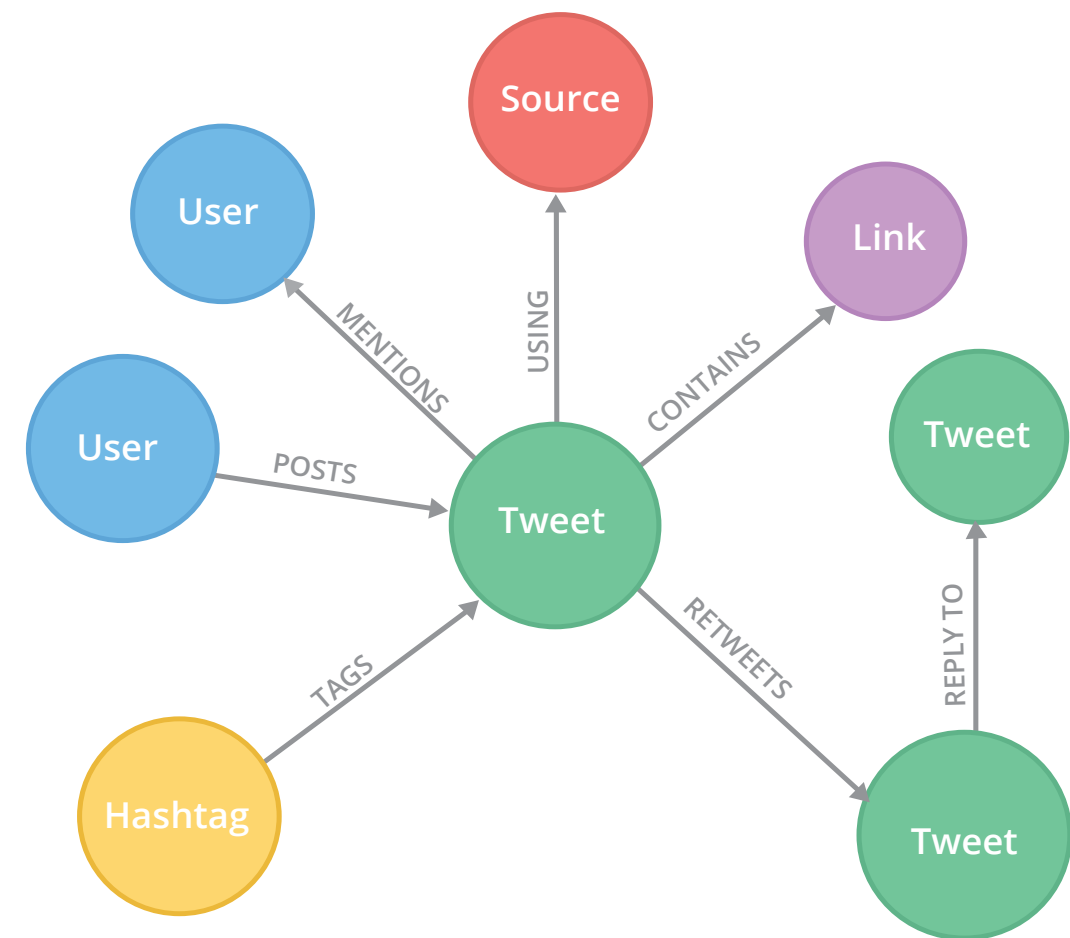 Source
User
Link
MENTIONS
USING
CONTAINS
User
POSTS
Tweet
Tweet
TAGS
RETWEETS
REPLY TO
Hashtag
Tweet